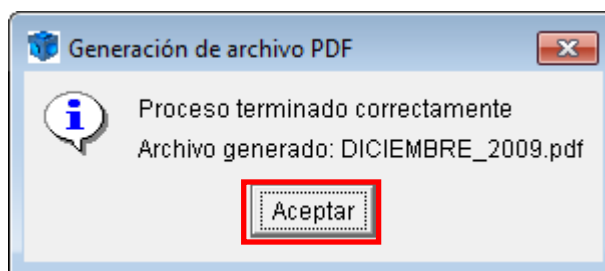 Generación de archivo PDF
Proceso terminado correctamente
Archivo generado: DICIEMBRE_2009.pdf
Aceptar